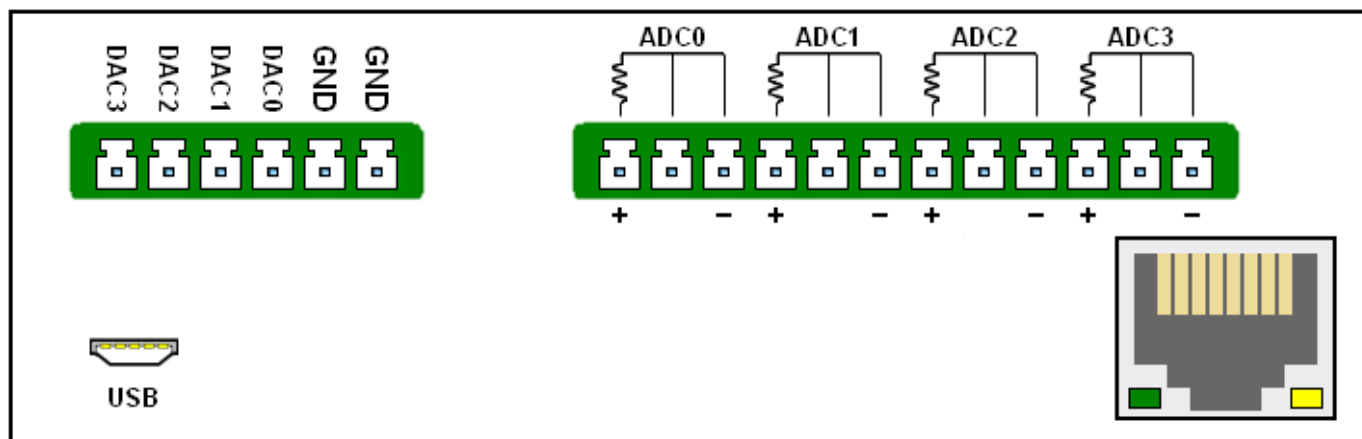 DAC3 DAC2 DAC1 DAC0 GND GND
ADC0 ADC1 ADC2 ADC3
+ − + − + − + −
USB